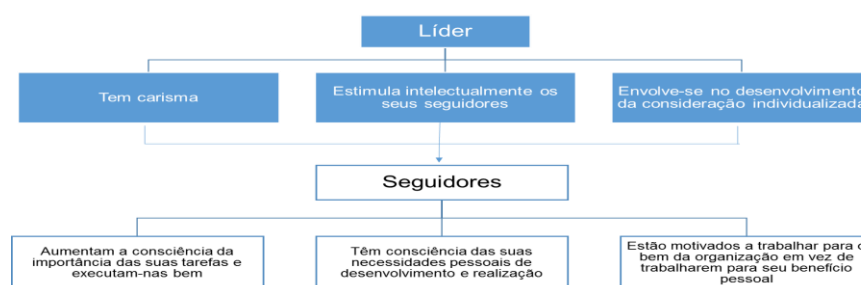 Líder
Tem carisma
Estimula intelectualmente os
seus seguidores
Envolve-se no desenvolvimento
da consideração individualizada
Seguidores
Aumentam a consciência da
importância das suas tarefas e
executam-nas bem
Têm consciência das suas
necessidades pessoais de
desenvolvimento e realização
Estão motivados a trabalhar para o
bem da organização em vez de
trabalharem para seu benefício
pessoal